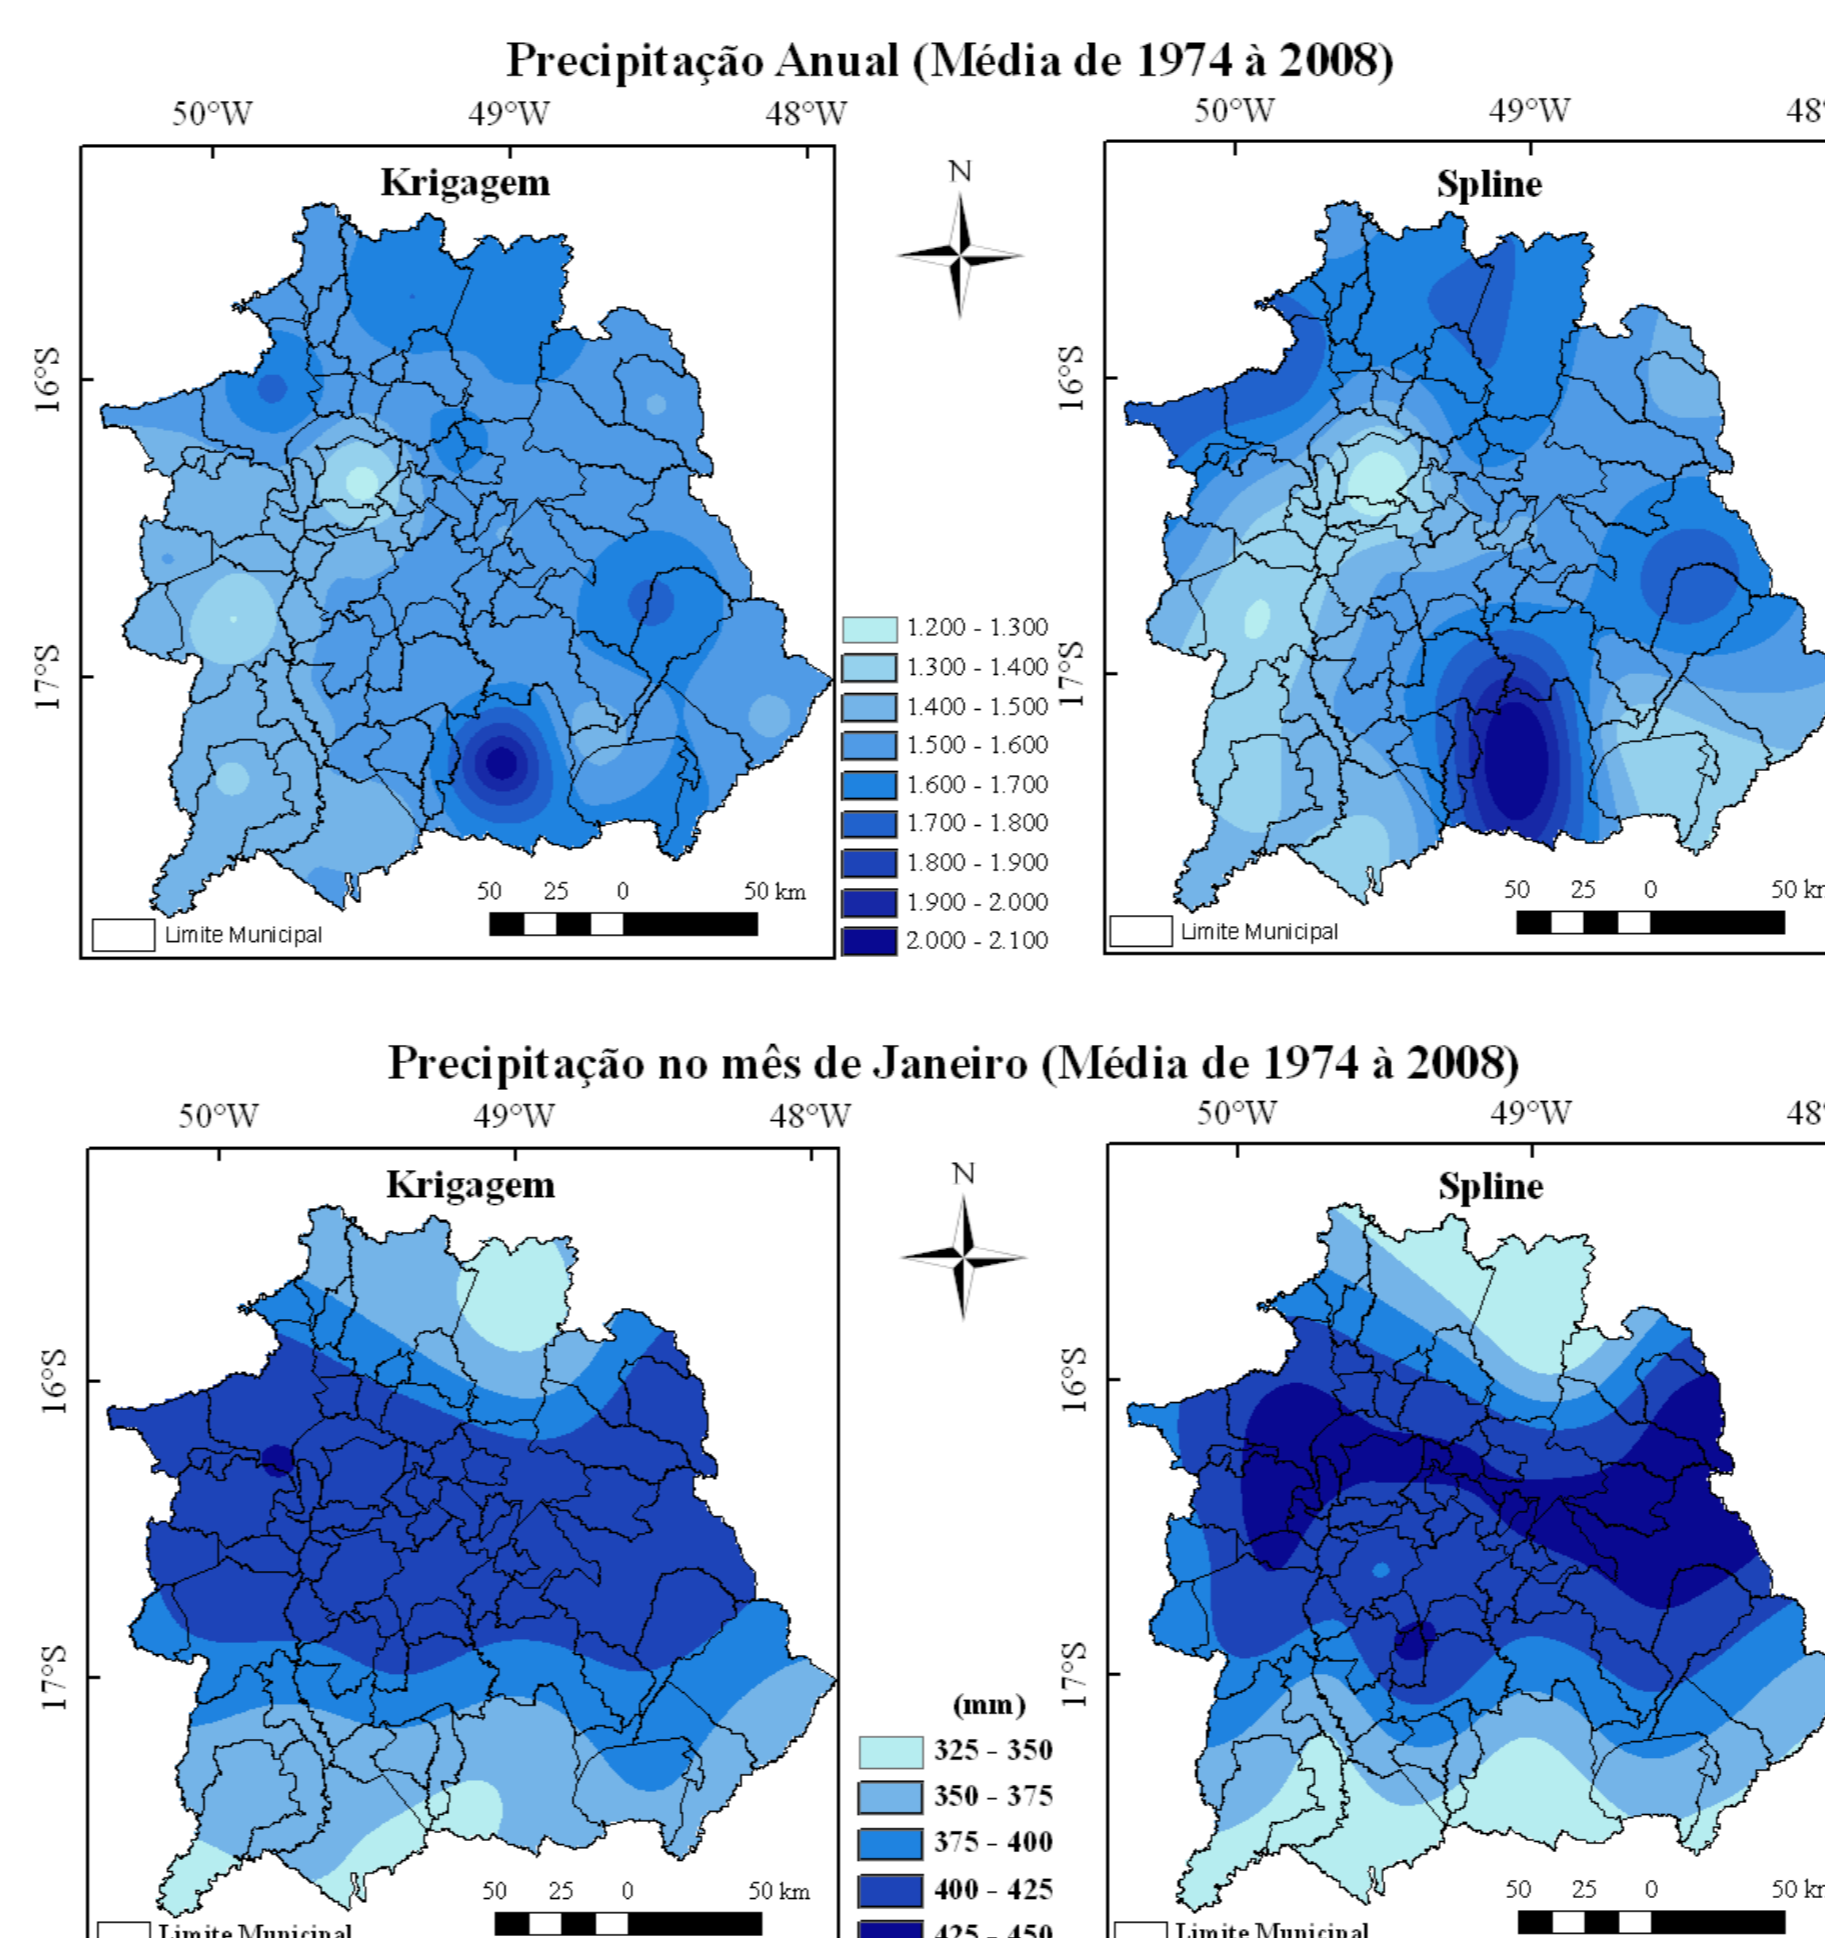 Precipitação Anual (Média de 1974 à 2008)
50°W 49°W 48°W
50°W 49°W 48°
Krigagem
N
Spline
16°S
16°S
17°S
17°S
1.200 - 1.300
1.300 - 1.400
1.400 - 1.500
1.500 - 1.600
1.600 - 1.700
1.700 - 1.800
1.800 - 1.900
1.900 - 2.000
2.000 - 2.100
50 25 0 50 km
Limite Municipal
50 25 0 50 k
Limite Municipal
Precipitação no mês de Janeiro (Média de 1974 à 2008)
50°W 49°W 48°W
50°W 49°W 48°
Krigagem
N
Spline
16°S
16°S
17°S
17°S
(mm)
325 - 350
350 - 375
375 - 400
400 - 425
425 - 450
50 25 0 50 km
Limite Municipal
50 25 0 50 k
Limite Municipal